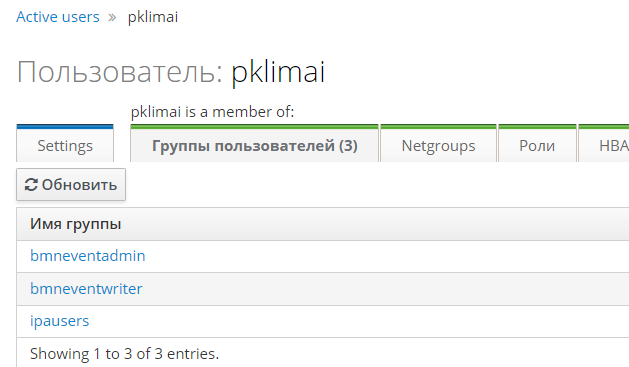 Active users » pklimai
Пользователь: pklimai
pklimai is a member of:
Settings Группы пользователей (3) Netgroups Роли HBA
Обновить
Имя группы
bmneventadmin
bmneventwriter
ipausers
Showing 1 to 3 of 3 entries.